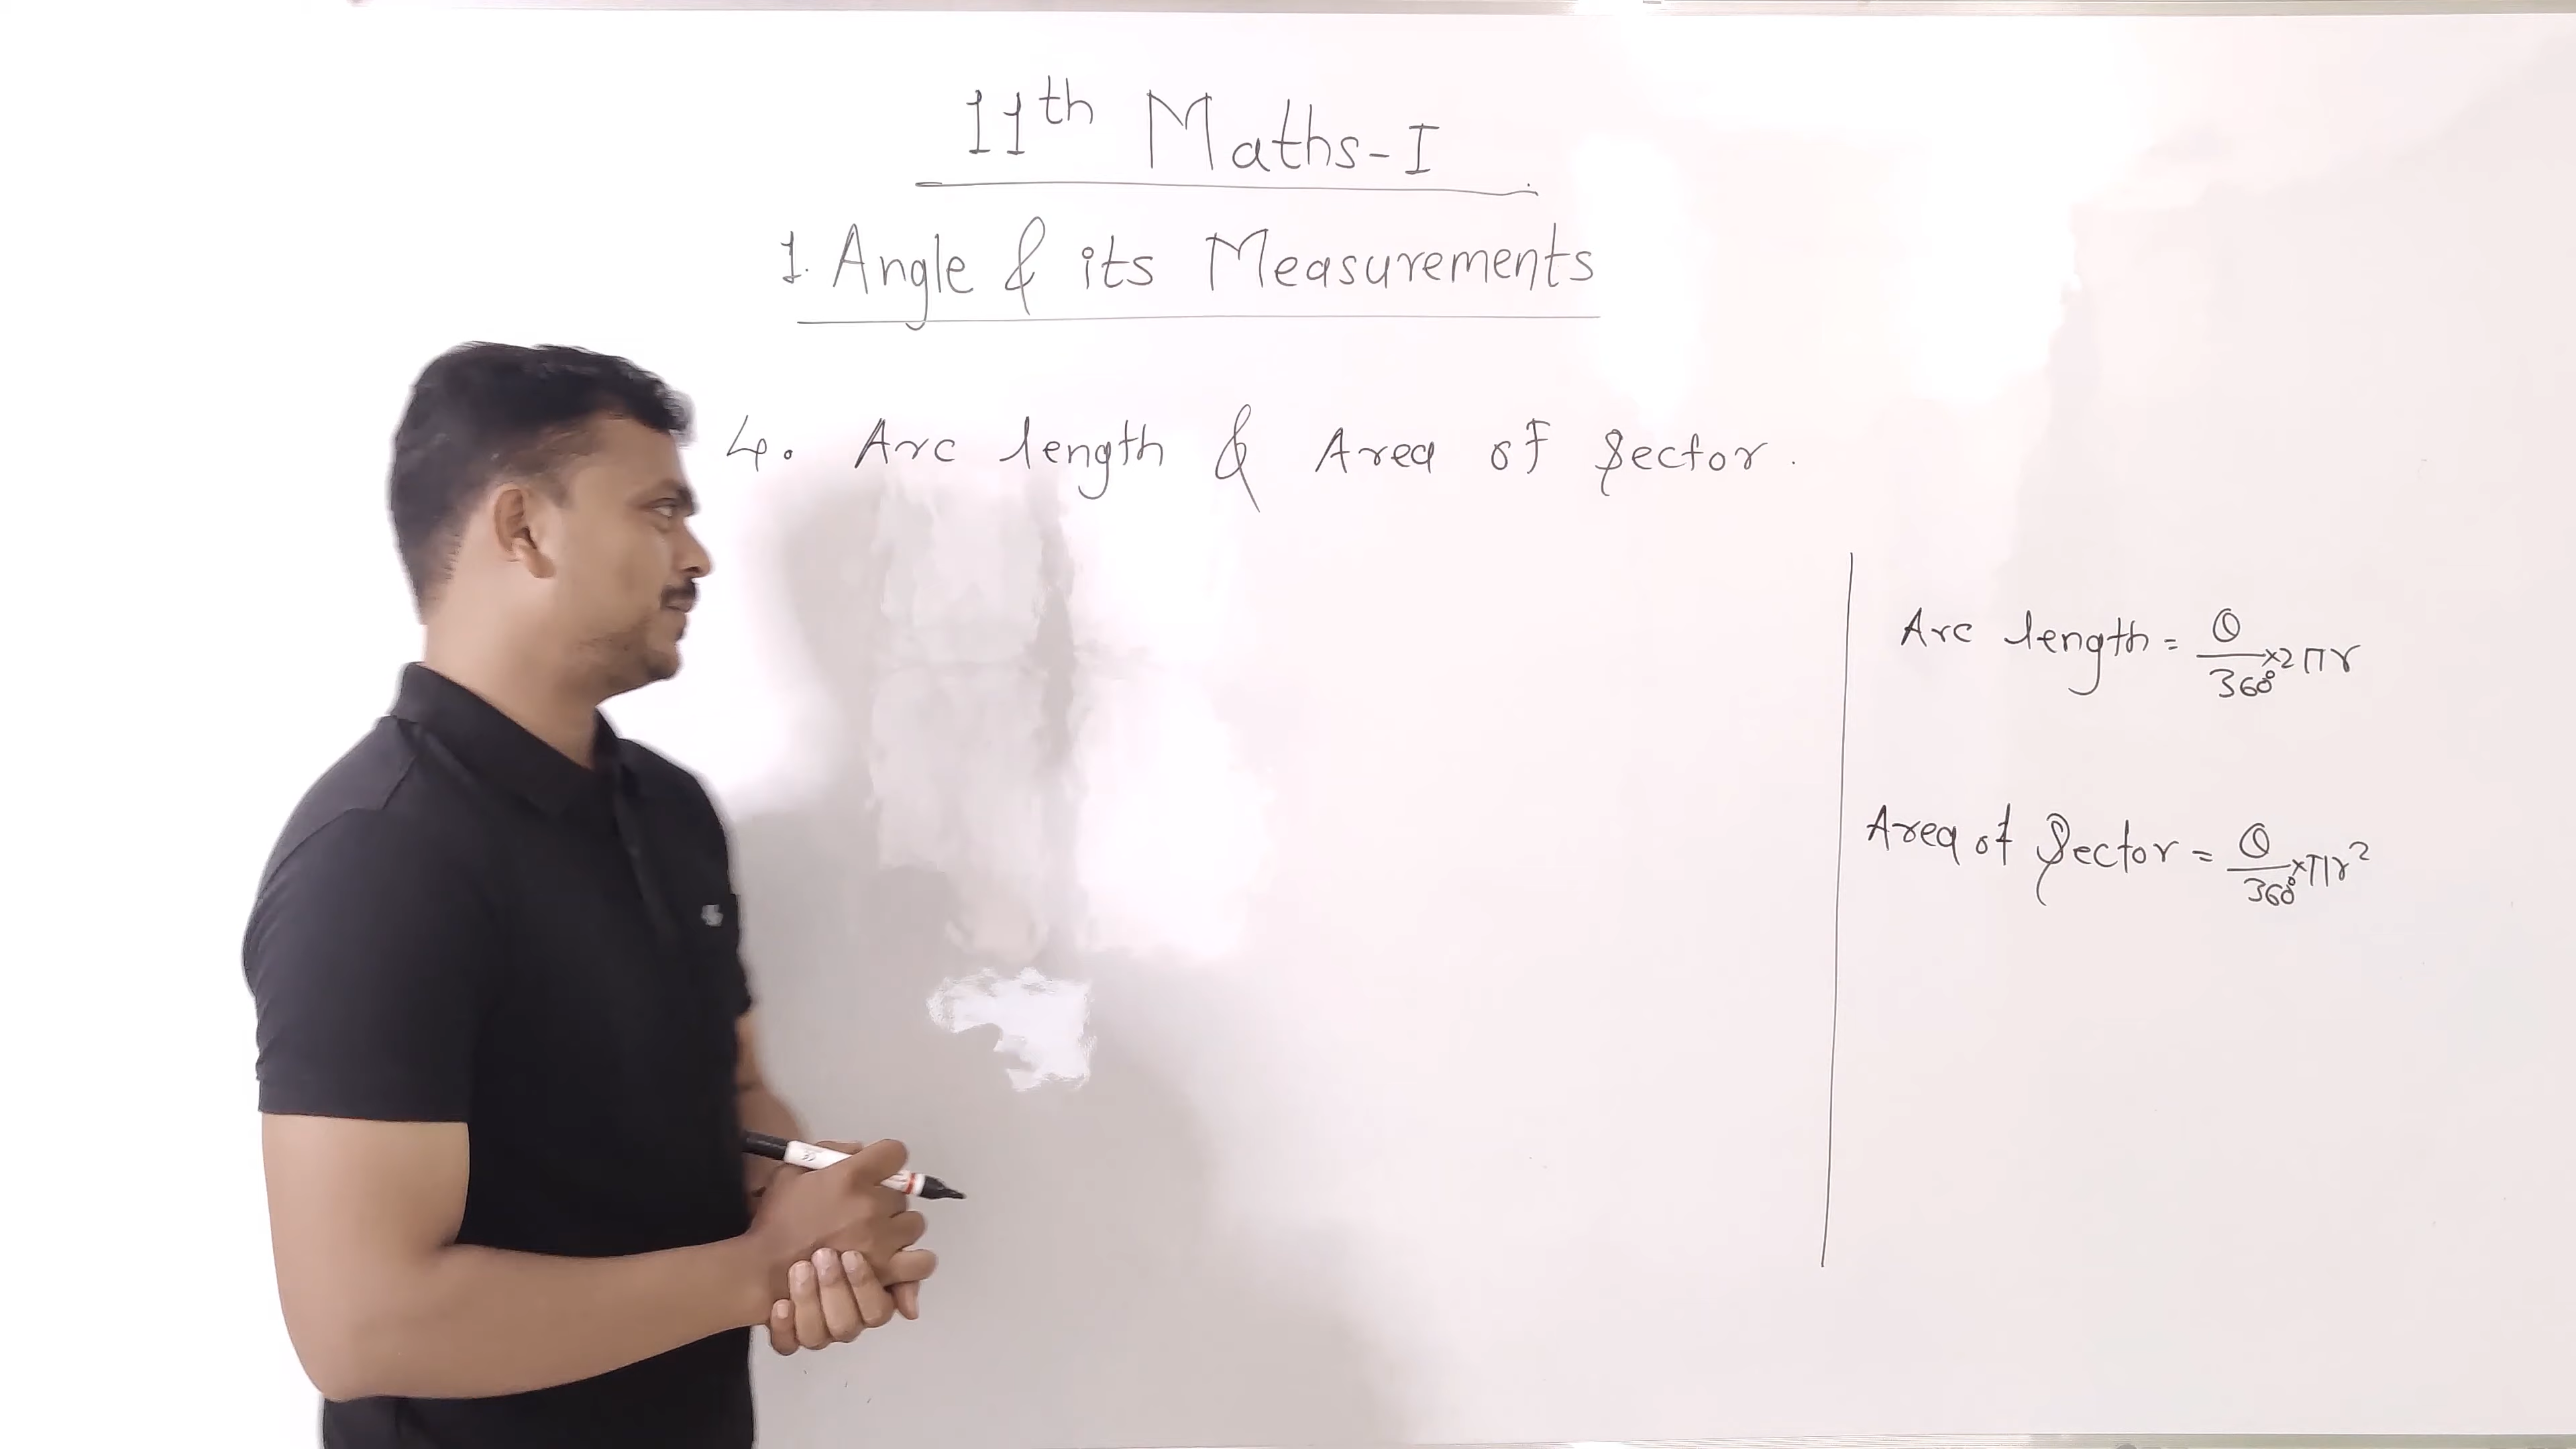 11th Maths-I
1. Angle & its Measurements
4. Arc length & Area of Sector.
Arc length = θ/360° ×2πr
Area of Sector = θ/360° ×πr²